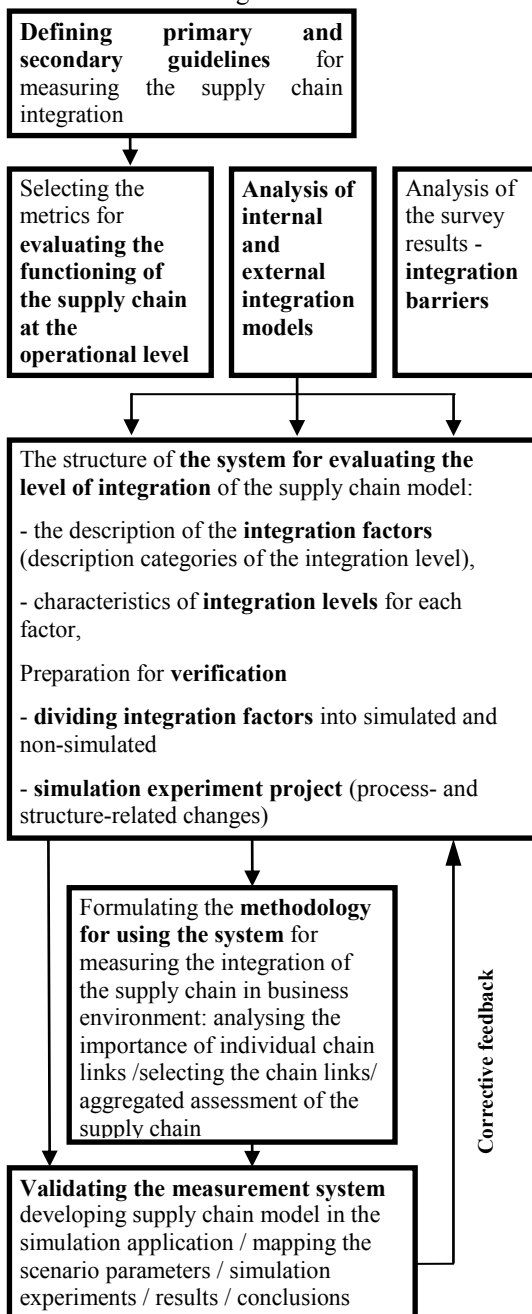 Defining primary and
secondary guidelines for
measuring the supply chain
integration
Selecting the
metrics for
evaluating the
functioning of
the supply chain
at the
operational level
Analysis of
internal
and
external
integration
models
Analysis of
the survey
results -
integration
barriers
The structure of the system for evaluating the
level of integration of the supply chain model:
- the description of the integration factors
(description categories of the integration level),
- characteristics of integration levels for each
factor,
Preparation for verification
- dividing integration factors into simulated and
non-simulated
- simulation experiment project (process- and
structure-related changes)
Formulating the methodology
for using the system for
measuring the integration of
the supply chain in business
environment: analysing the
importance of individual chain
links /selecting the chain links/
aggregated assessment of the
supply chain
Corrective feedback
Validating the measurement system
developing supply chain model in the
simulation application / mapping the
scenario parameters / simulation
experiments / results / conclusions